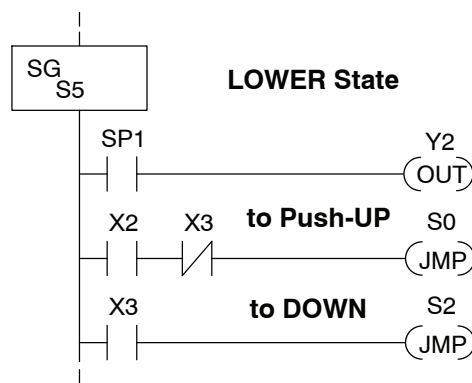 SG
S5
LOWER State
SP1
Y2
OUT
X2
X3
to Push-UP
S0
JMP
X3
to DOWN
S2
JMP